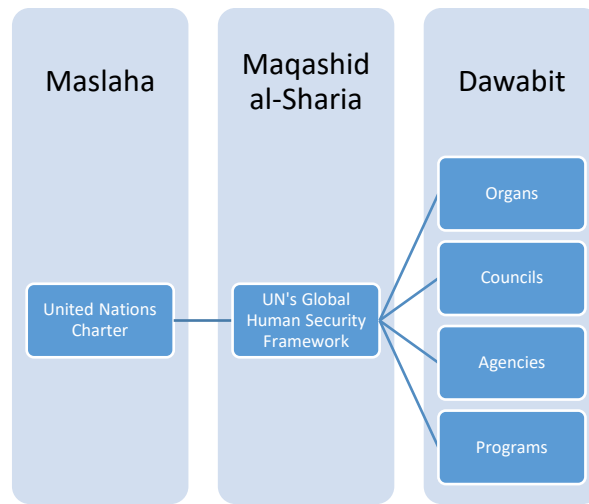 Maslaha
Maqashid
al-Sharia
Dawabit
United Nations
Charter
UN's Global
Human Security
Framework
Organs
Councils
Agencies
Programs